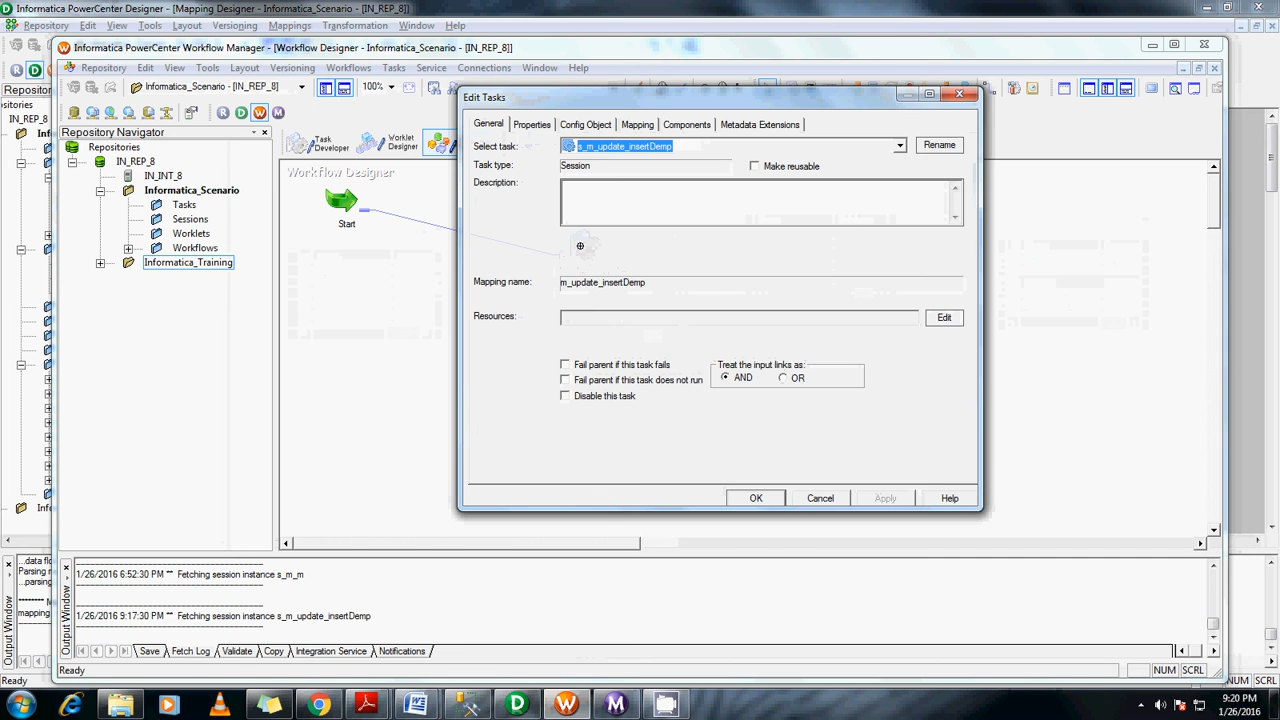 Informatica PowerCenter Designer - [Mapping Designer - Informatica_Scenario - [IN_REP_8]]
Repository Edit View Tools Layout Versioning Mappings Transformation Window Help
Informatica PowerCenter Workflow Manager - [Workflow Designer - Informatica_Scenario - [IN_REP_8]]
Repository Edit View Tools Layout Versioning Workflows Tasks Service Connections Window Help
Informatica_Scenario - [IN_REP_8] 100%
R D W M
Repository Navigator
Task Developer
Worklet Designer
Repositories
IN_REP_8
IN_INT_8
Informatica_Scenario
Tasks
Sessions
Worklets
Workflows
Informatica_Training
Workflow Designer
Start
Edit Tasks
General Properties Config Object Mapping Components Metadata Extensions
Select task: s_m_update_insertDemp Rename
Task type: Session Make reusable
Description:
Mapping name: m_update_insertDemp
Resources: Edit
Fail parent if this task fails
Fail parent if this task does not run
Disable this task
Treat the input links as:
AND OR
OK Cancel Apply Help
1/26/2016 6:52:30 PM ** Fetching session instance s_m_m
1/26/2016 9:17:30 PM ** Fetching session instance s_m_update_insertDemp
Output Window
Save Fetch Log Validate Copy Integration Service Notifications
Ready NUM SCRL
Ready NUM SCRL
9:20 PM
1/26/2016